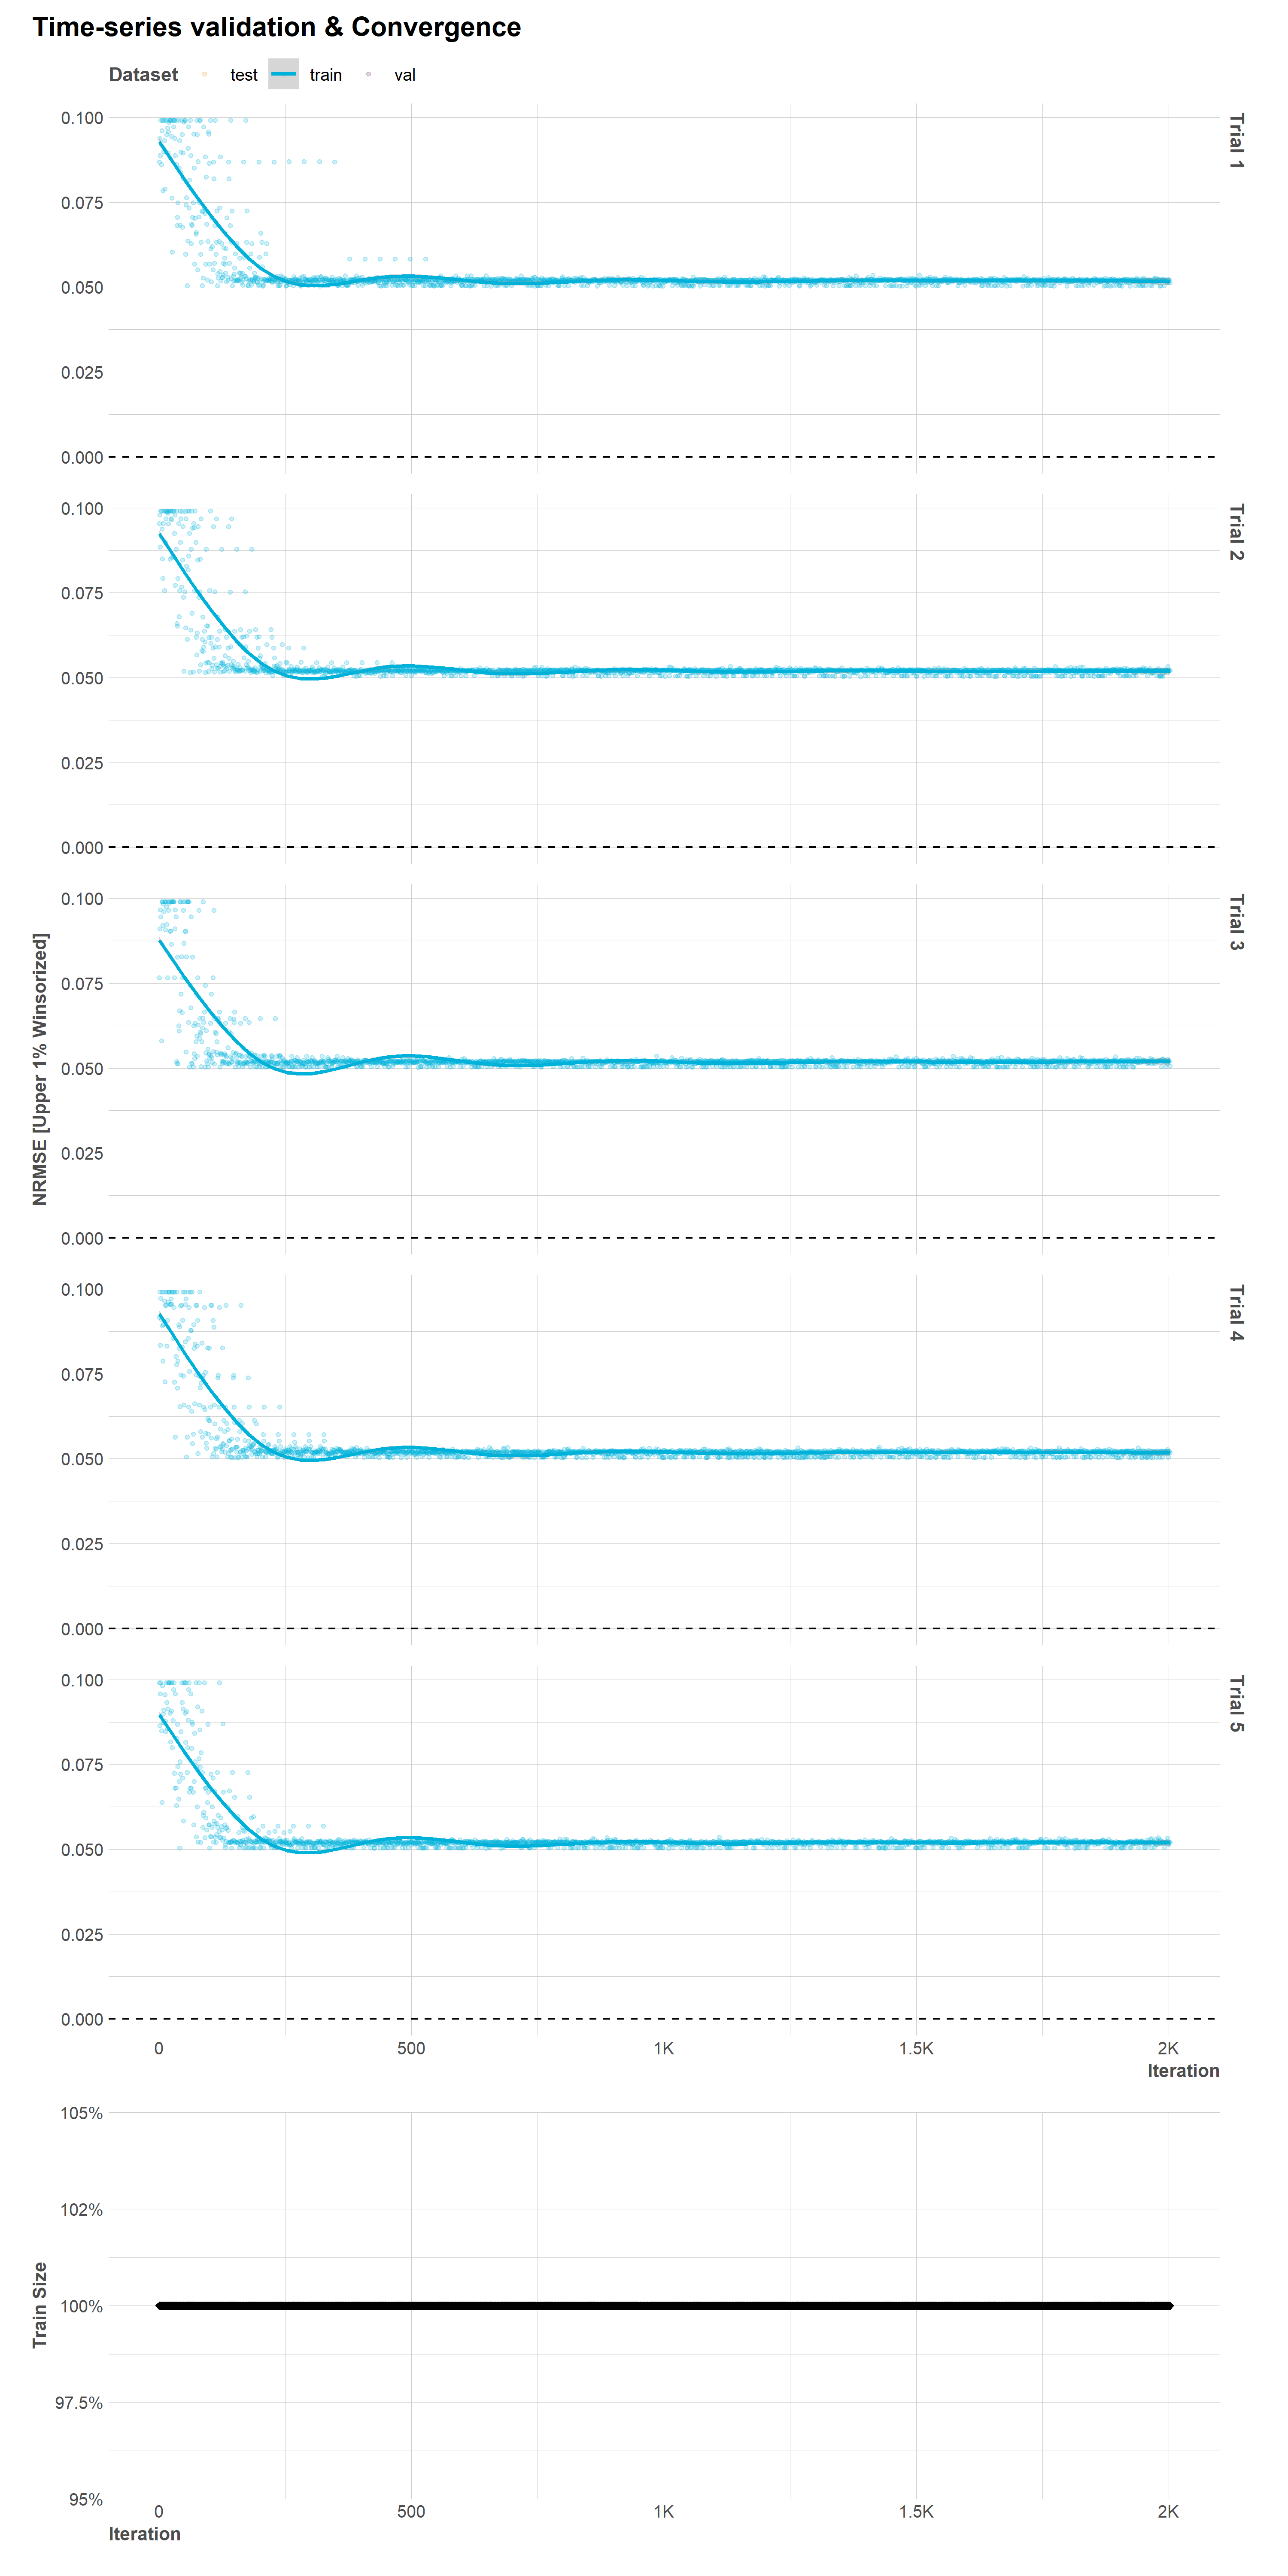 Time-series validation & Convergence
Dataset test train val
0.100
0.075
0.050
0.025
0.000
Trial 1
0.100
0.075
0.050
0.025
0.000
Trial 2
NRMSE [Upper 1% Winsorized]
0.100
0.075
0.050
0.025
0.000
Trial 3
0.100
0.075
0.050
0.025
0.000
Trial 4
0.100
0.075
0.050
0.025
0.000
Trial 5
0 500 1K 1.5K 2K
Iteration
Train Size
105%
102%
100%
97.5%
95%
0 500 1K 1.5K 2K
Iteration